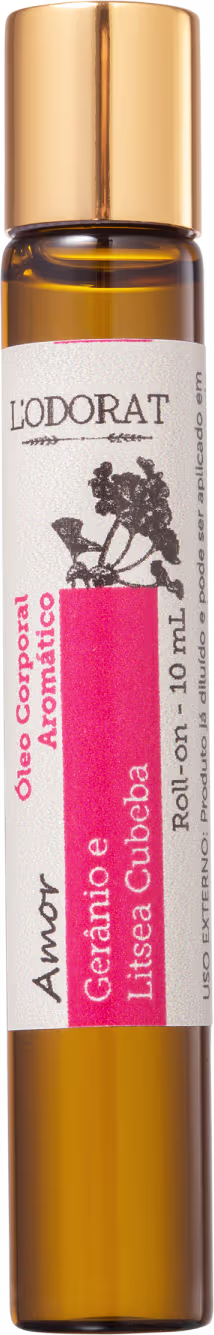 L'ODORAT
Óleo Corporal
Aromático
Amor
Gerânio e
Litsea Cubeba
Roll-on - 10 mL
USO EXTERNO: Produto já diluído e pode ser aplicado em